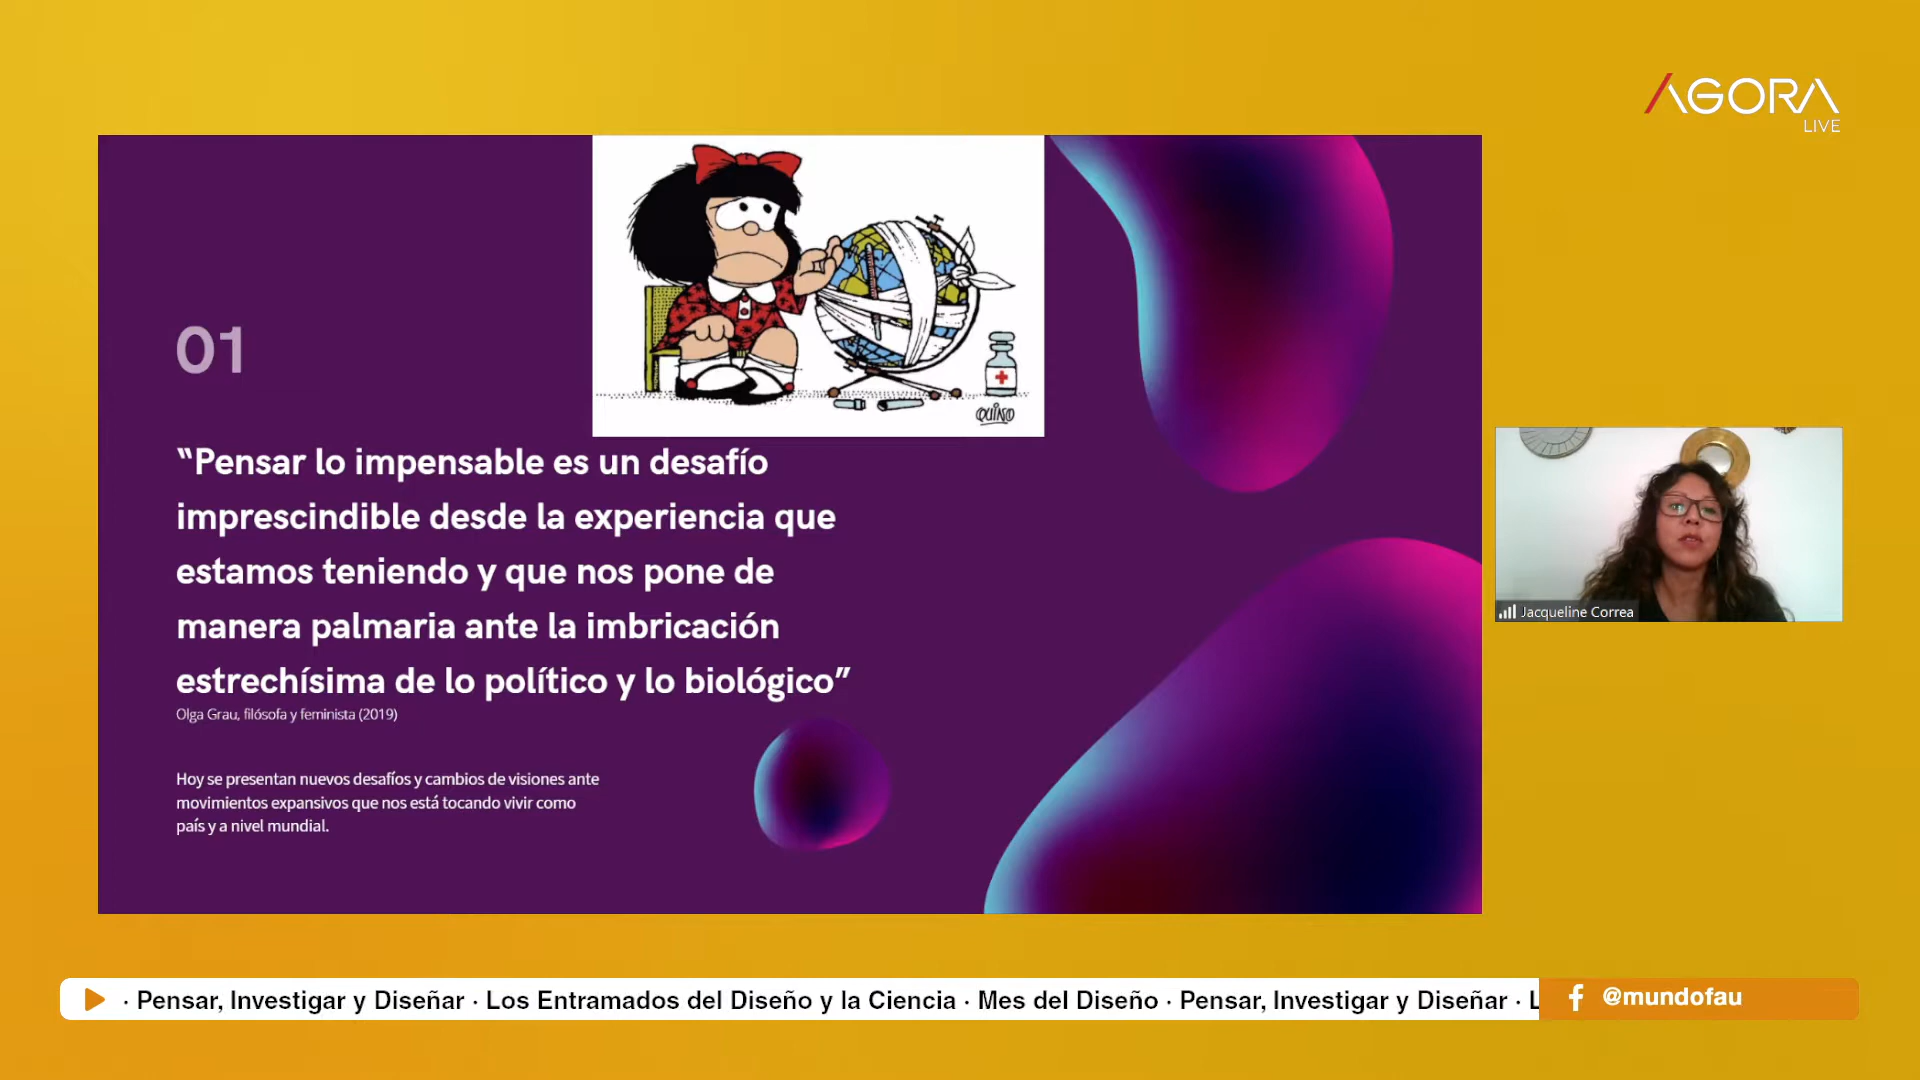 AGORA
LIVE
QUINO
01
“Pensar lo impensable es un desafío
imprescindible desde la experiencia que
estamos teniendo y que nos pone de
manera palmaria ante la imbricación
estrechísima de lo político y lo biológico”
Olga Grau, filósofa y feminista (2019)
Hoy se presentan nuevos desafíos y cambios de visiones ante
movimientos expansivos que nos está tocando vivir como
país y a nivel mundial.
Jacqueline Correa
· Pensar, Investigar y Diseñar · Los Entramados del Diseño y la Ciencia · Mes del Diseño · Pensar, Investigar y Diseñar · L
@mundofau